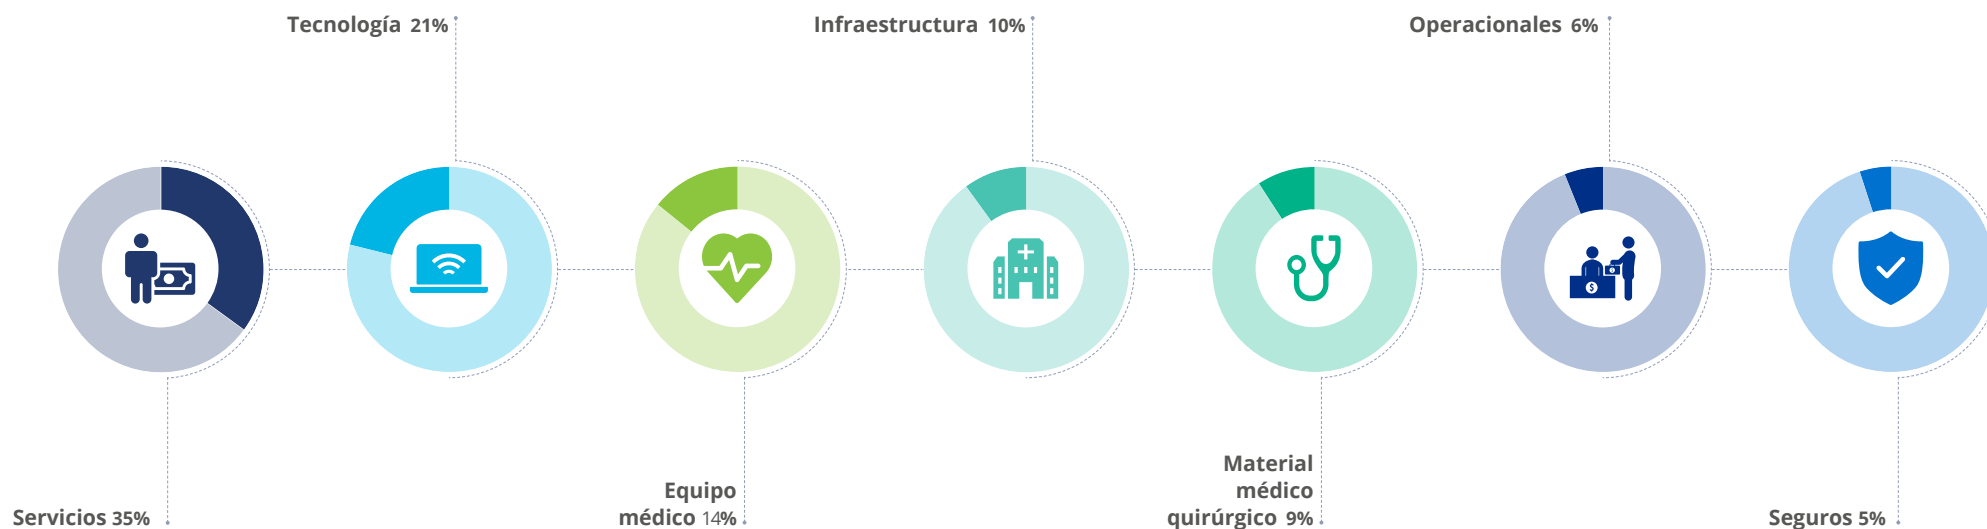 Tecnología 21%
Infraestructura 10%
Operacionales 6%
$
$
Servicios 35%
Equipo
médico 14%
Material
médico
quirúrgico 9%
Seguros 5%